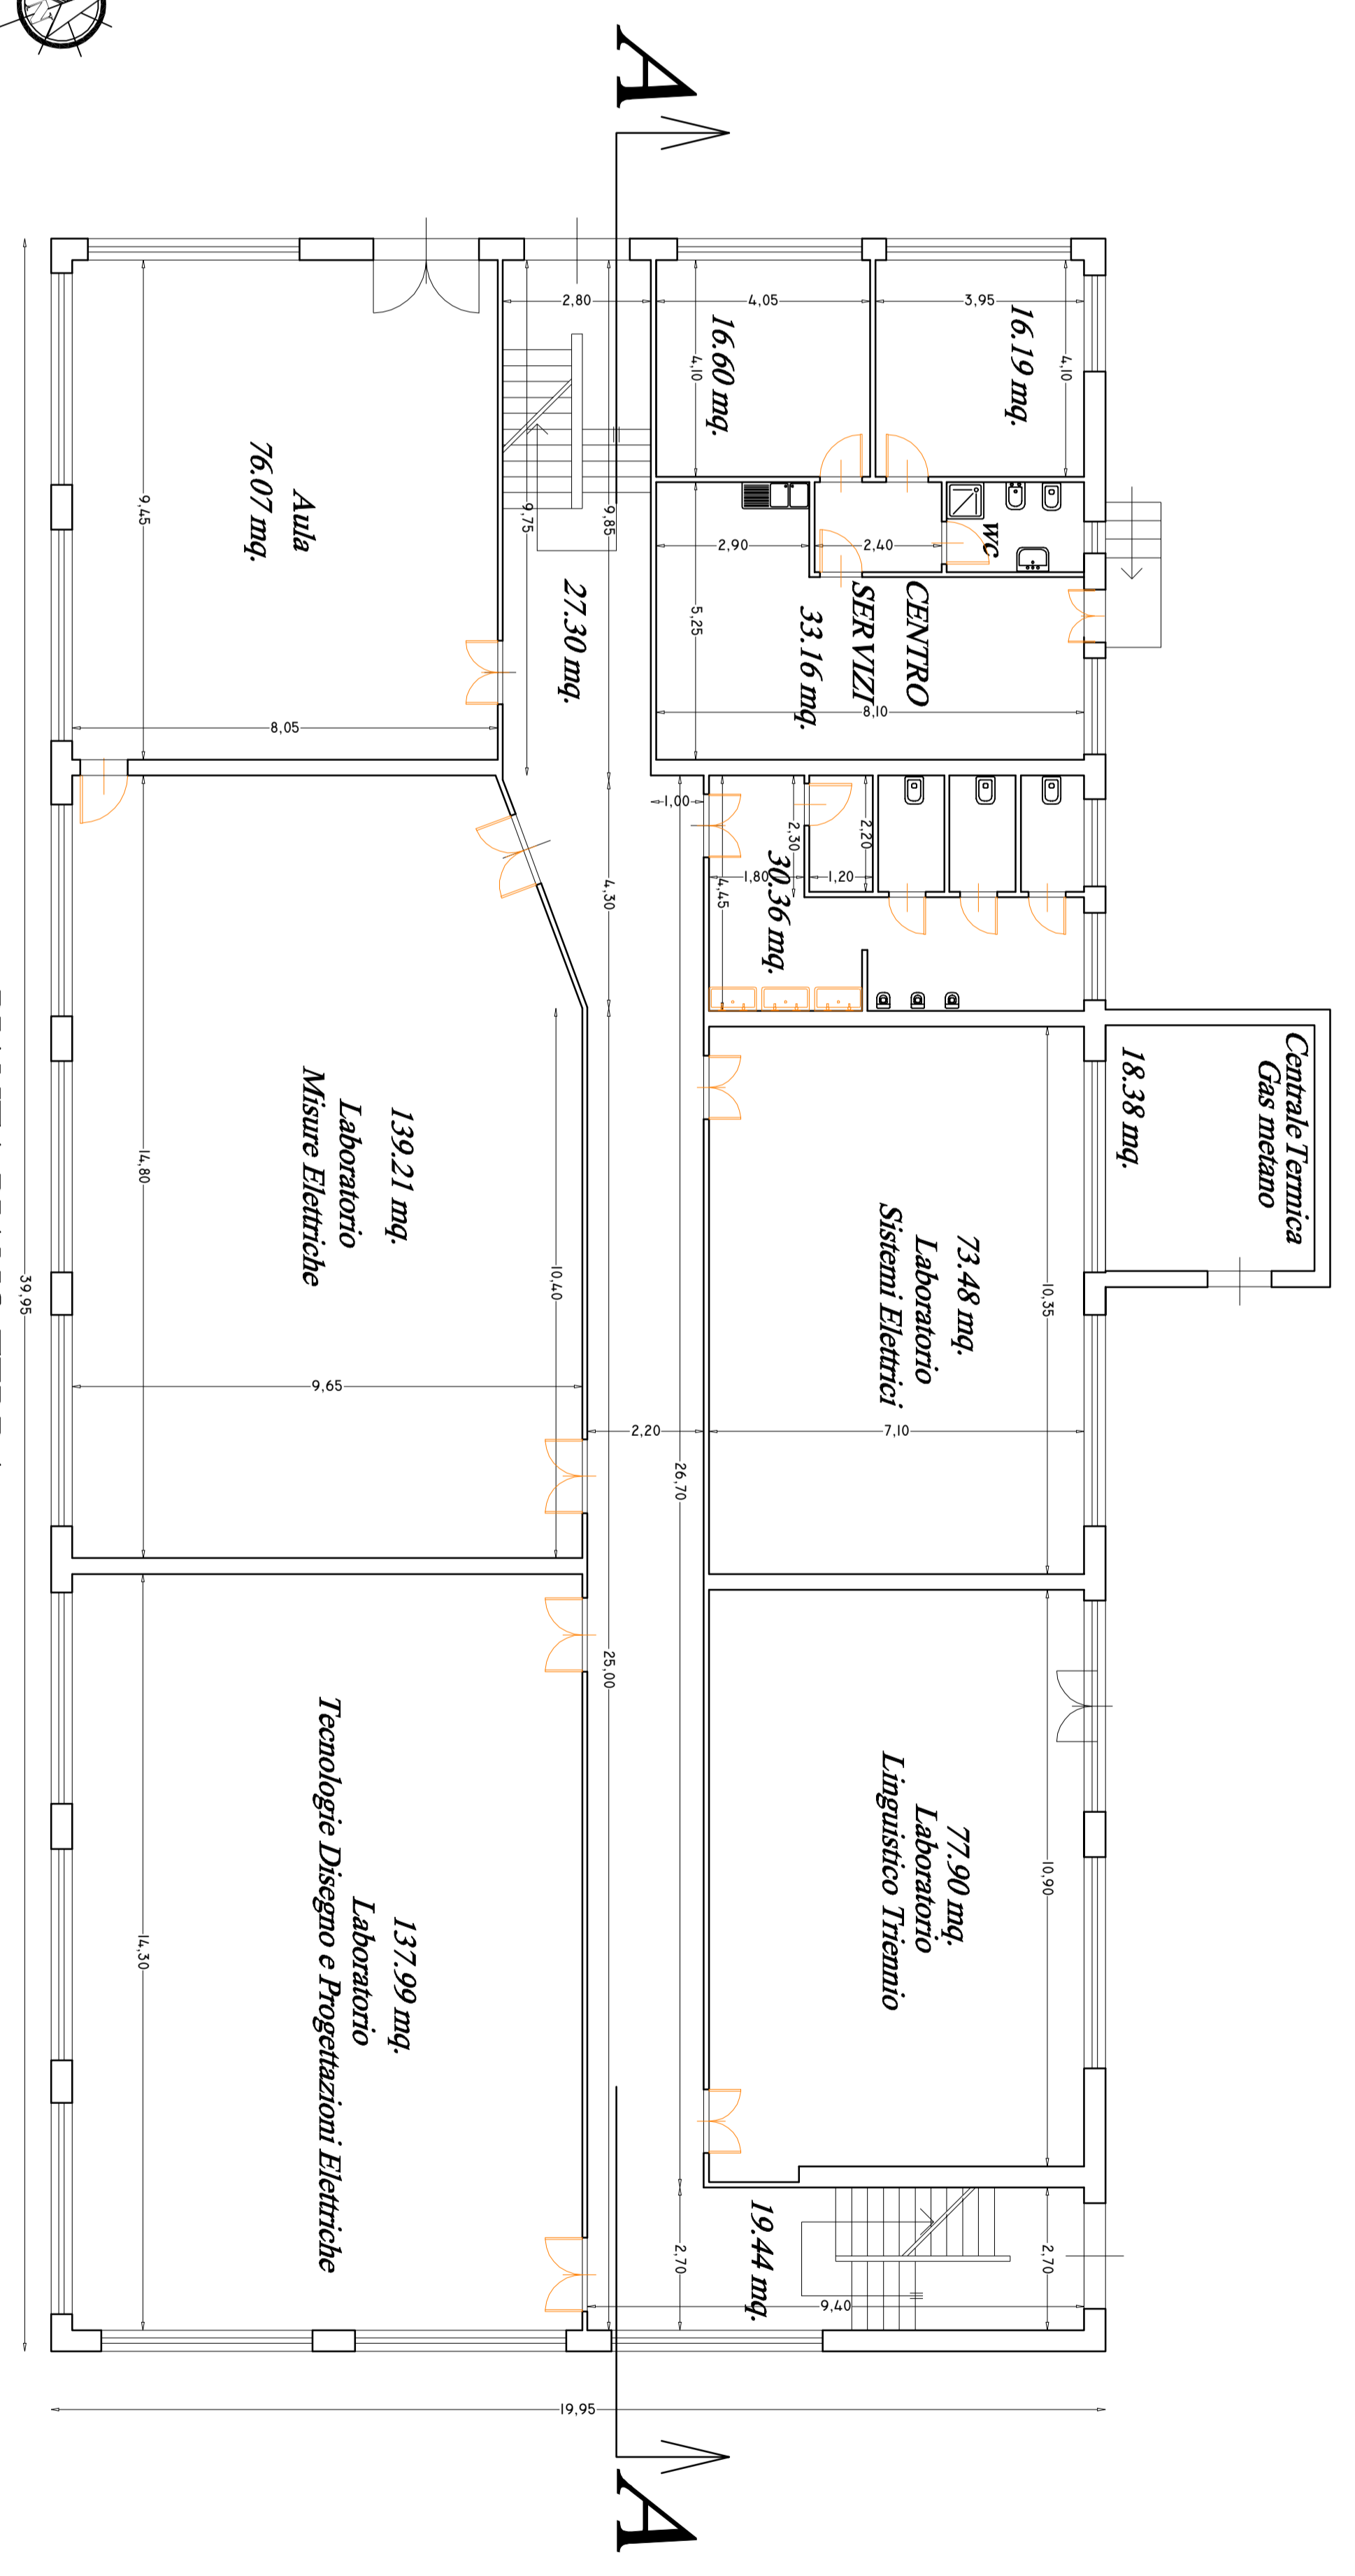 A
A
16.19 mq.
3,95
4,10
16.60 mq.
4,05
4,10
2,80
9,85
9,75
27.30 mq.
Aula
76.07 mq.
9,45
8,05
WC
2,40
2,90
5,25
CENTRO
SERVIZI
33.16 mq.
8,10
1,00
2,20
2,30
1,20
1,80
4,45
30.36 mq.
4,30
Centrale Termica
Gas metano
18.38 mq.
73.48 mq.
Laboratorio
Sistemi Elettrici
10,35
7,10
139.21 mq.
Laboratorio
Misure Elettriche
14,80
10,40
9,65
2,20
26,70
25,00
77.90 mq.
Laboratorio
Linguistico Triennio
10,90
137.99 mq.
Laboratorio
Tecnologie Disegno e Progettazioni Elettriche
14,30
19.44 mq.
2,70
2,70
9,40
39,95
19,95